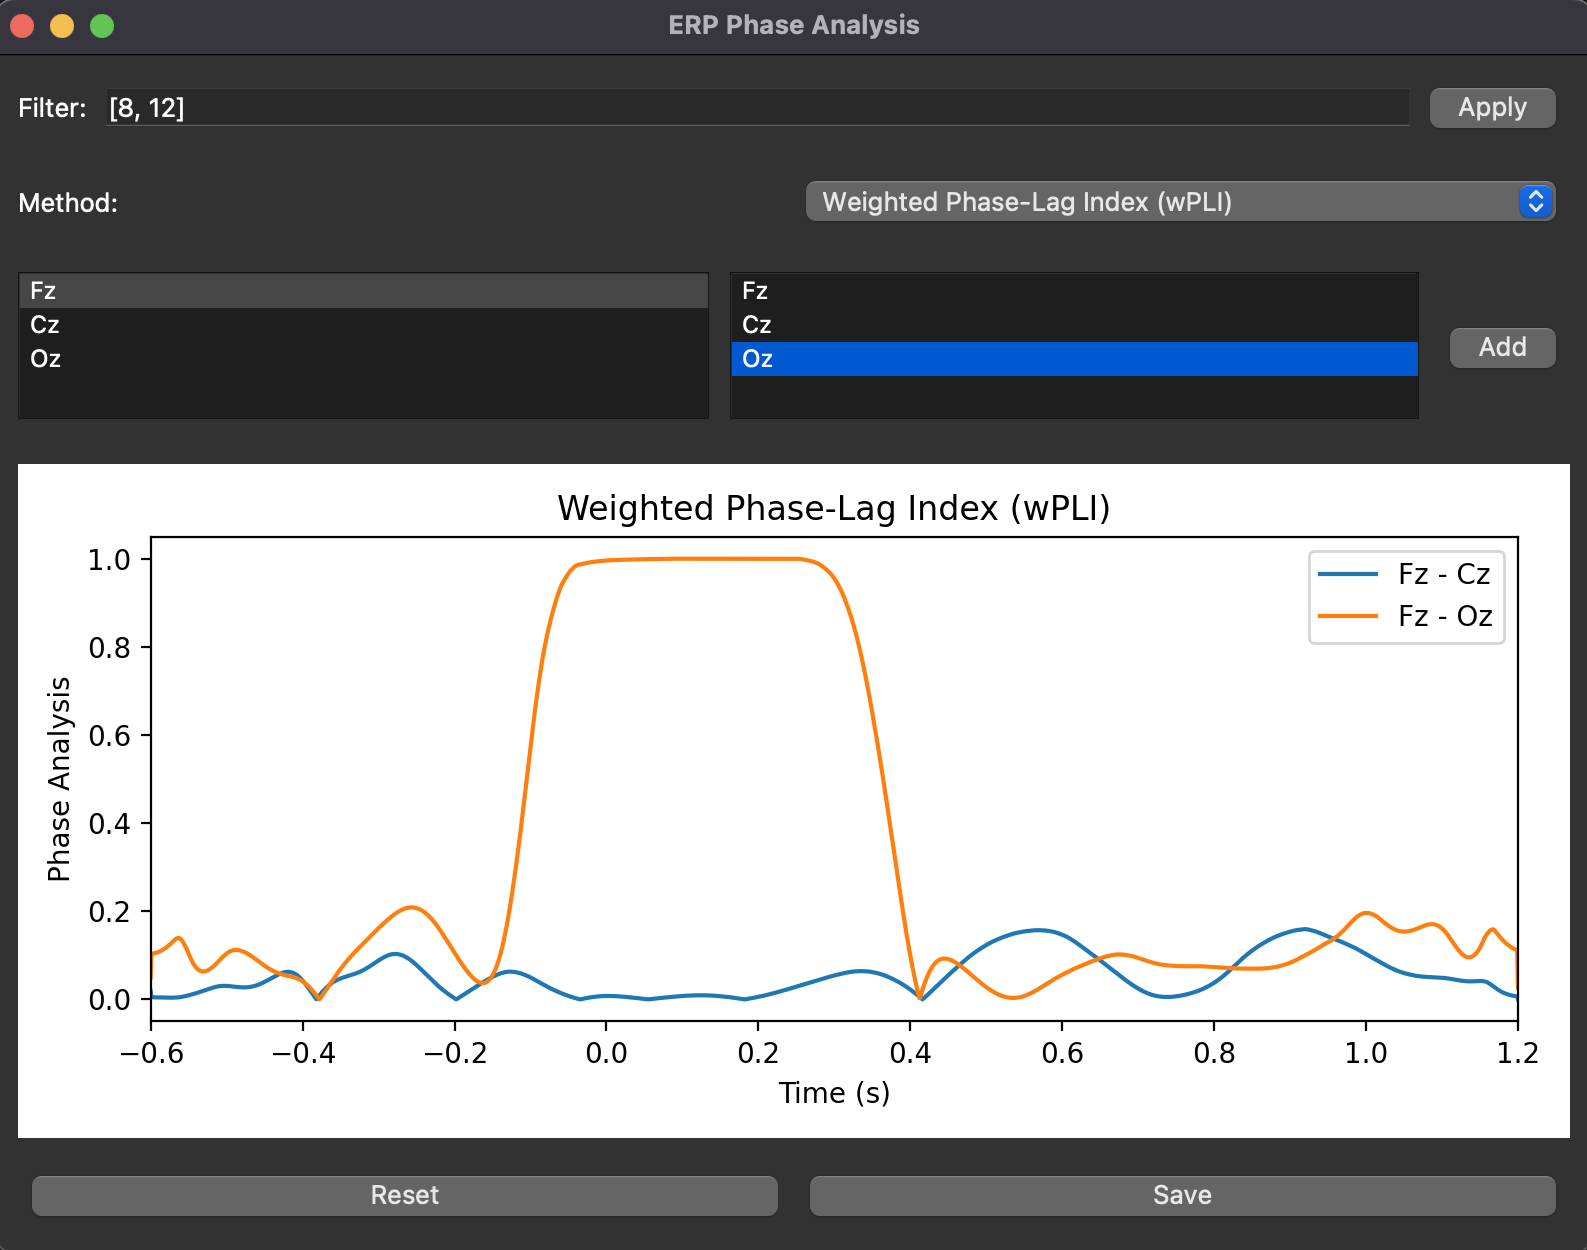 ERP Phase Analysis
Filter: [8, 12] Apply
Method: Weighted Phase-Lag Index (wPLI)
Fz
Cz
Oz
Fz
Cz
Oz
Add
Weighted Phase-Lag Index (wPLI)
Fz - Cz
Fz - Oz
Phase Analysis
1.0
0.8
0.6
0.4
0.2
0.0
−0.6 −0.4 −0.2 0.0 0.2 0.4 0.6 0.8 1.0 1.2
Time (s)
Reset Save